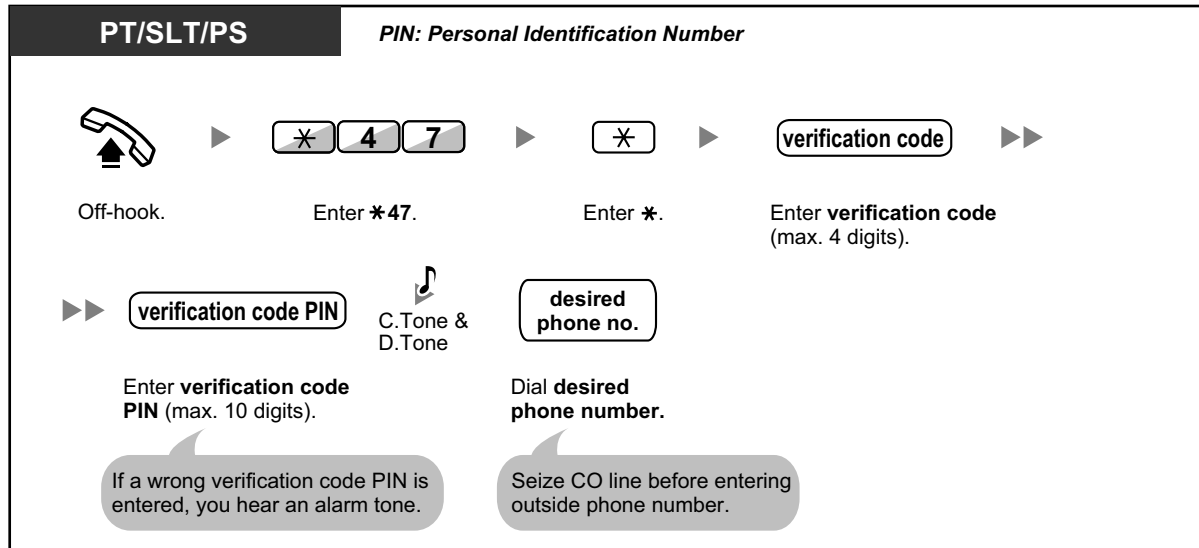 PT/SLT/PS
PIN: Personal Identification Number
* 4 7
*
verification code
Off-hook.
Enter *47.
Enter *.
Enter verification code
(max. 4 digits).
verification code PIN
C.Tone &
D.Tone
desired
phone no.
Enter verification code
PIN (max. 10 digits).
Dial desired
phone number.
If a wrong verification code PIN is
entered, you hear an alarm tone.
Seize CO line before entering
outside phone number.